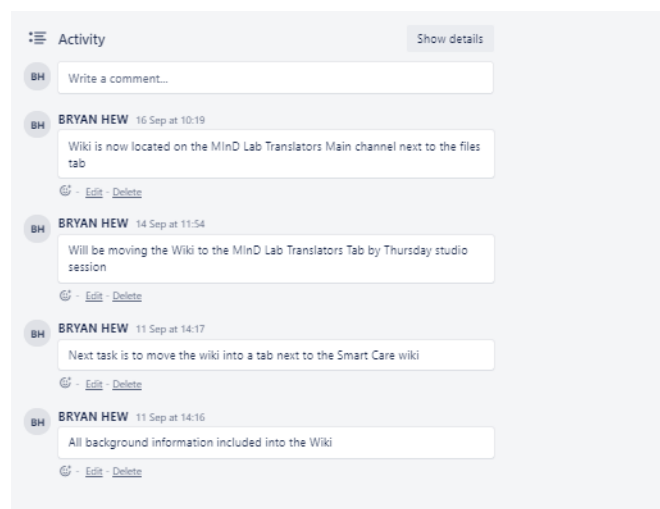 Activity
Show details
BH
Write a comment...
BH
BRYAN HEW 16 Sep at 10:19
Wiki is now located on the MInD Lab Translators Main channel next to the files
tab
- Edit - Delete
BH
BRYAN HEW 14 Sep at 11:54
Will be moving the Wiki to the MInD Lab Translators Tab by Thursday studio
session
- Edit - Delete
BH
BRYAN HEW 11 Sep at 14:17
Next task is to move the wiki into a tab next to the Smart Care wiki
- Edit - Delete
BH
BRYAN HEW 11 Sep at 14:16
All background information included into the Wiki
- Edit - Delete